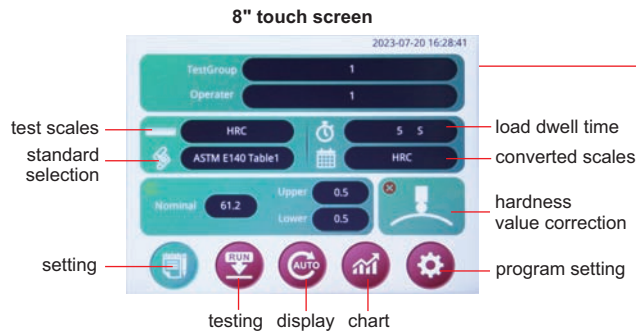 8" touch screen
2023-07-20 16:28:41
TestGroup 1
Operater 1
test scales HRC 5 S load dwell time
standard selection ASTM E140 Table1 HRC converted scales
Nominal 61.2 Upper 0.5
Lower 0.5
hardness
value correction
setting RUN AUTO program setting
testing display chart